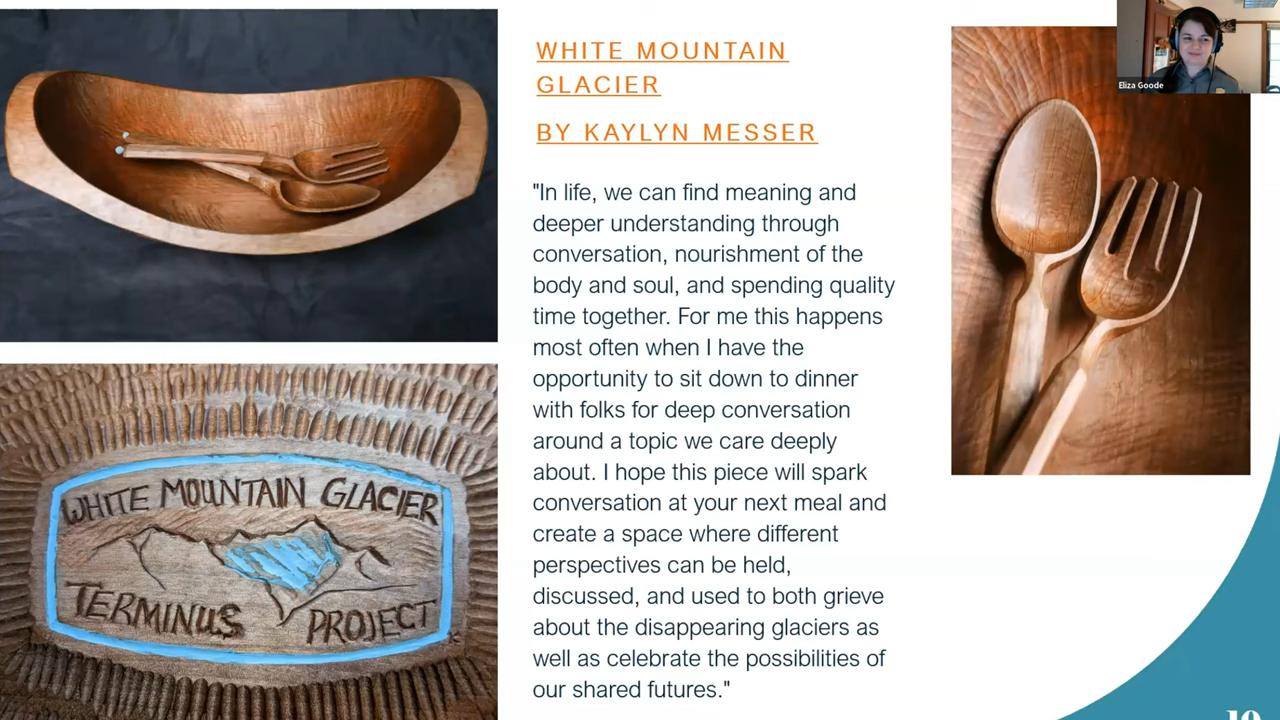 WHITE MOUNTAIN
GLACIER
BY KAYLYN MESSER
"In life, we can find meaning and
deeper understanding through
conversation, nourishment of the
body and soul, and spending quality
time together. For me this happens
most often when I have the
opportunity to sit down to dinner
with folks for deep conversation
around a topic we care deeply
about. I hope this piece will spark
conversation at your next meal and
create a space where different
perspectives can be held,
discussed, and used to both grieve
about the disappearing glaciers as
well as celebrate the possibilities of
our shared futures."
WHITE MOUNTAIN GLACIER
TERMINUS PROJECT
Eliza Goode